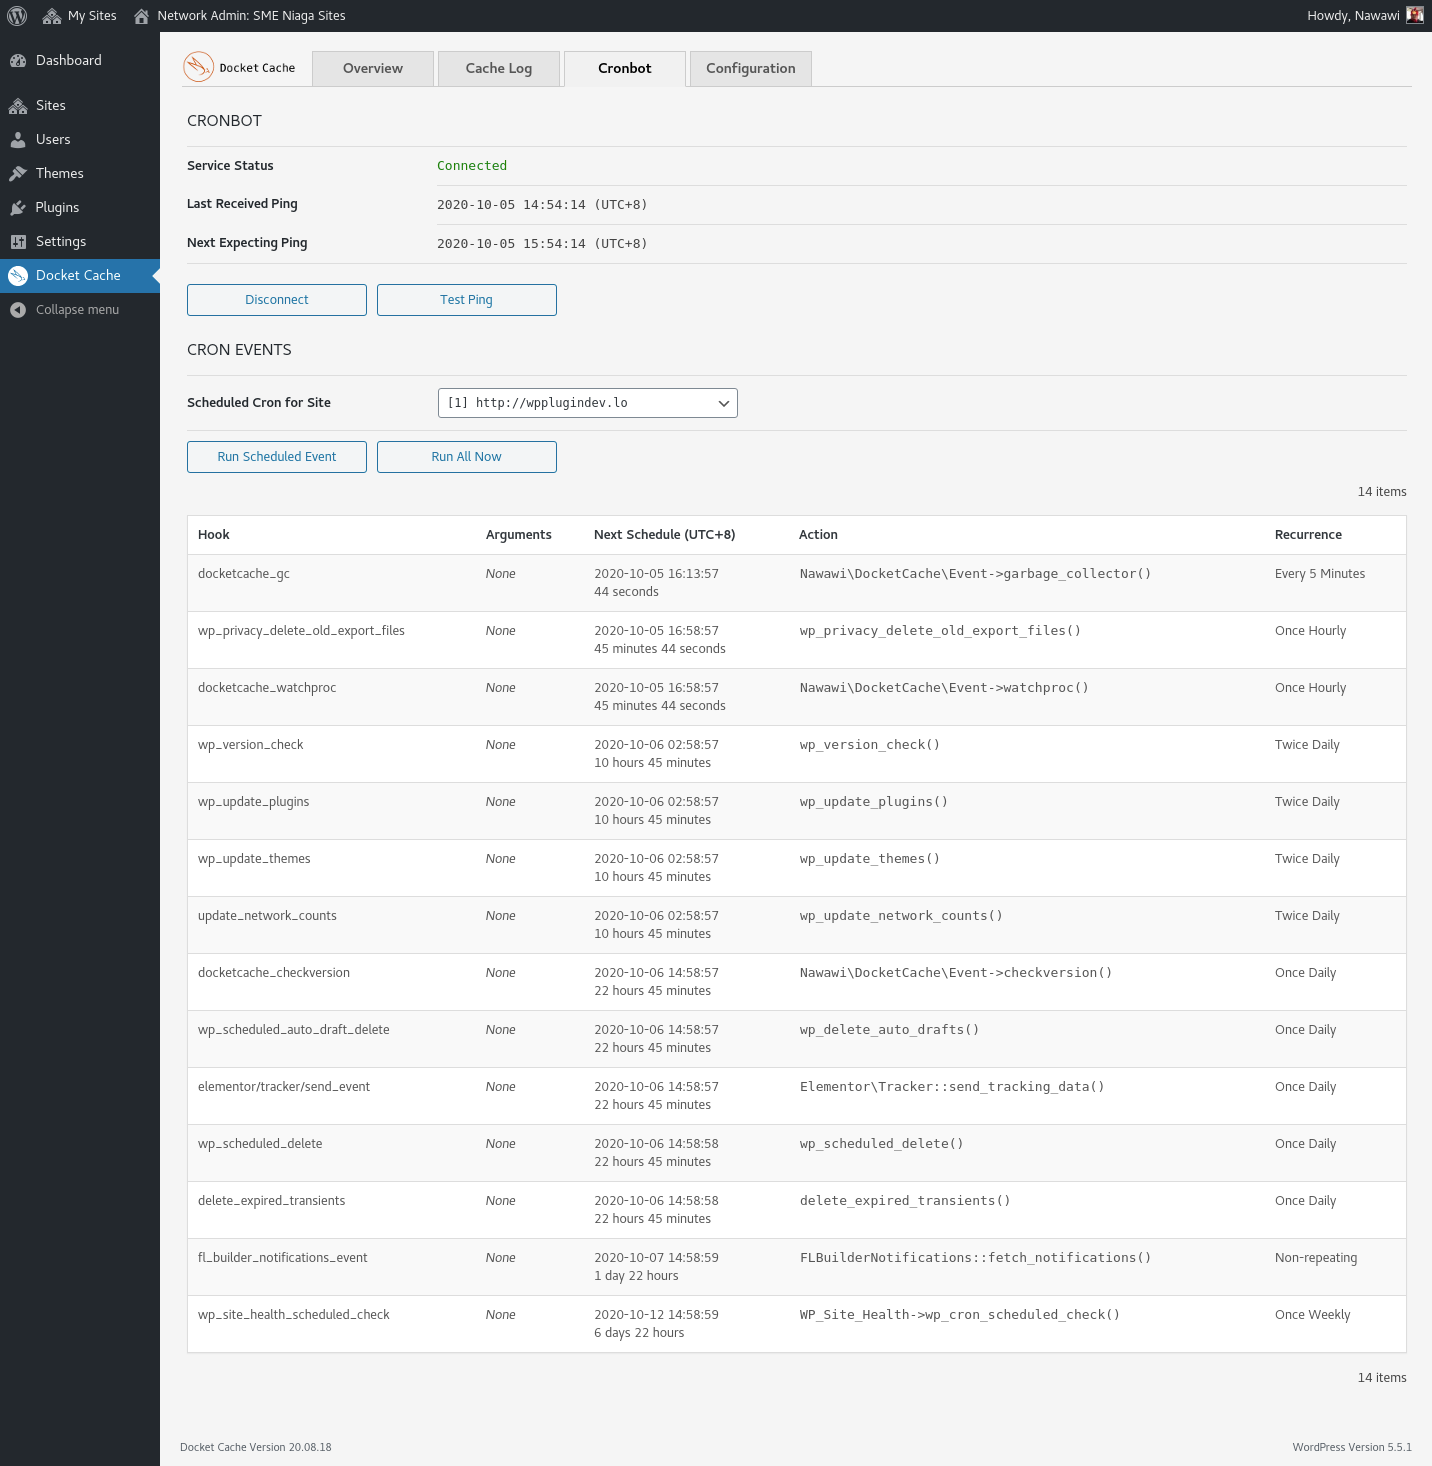 My Sites
Network Admin: SME Niaga Sites
Howdy, Nawawi
Dashboard
Sites
Users
Themes
Plugins
Settings
Docket Cache
Collapse menu
Docket Cache
Overview
Cache Log
Cronbot
Configuration
CRONBOT
Service Status
Connected
Last Received Ping
2020-10-05 14:54:14 (UTC+8)
Next Expecting Ping
2020-10-05 15:54:14 (UTC+8)
Disconnect
Test Ping
CRON EVENTS
Scheduled Cron for Site
[1] http://wpplugindev.lo
Run Scheduled Event
Run All Now
14 items
Hook Arguments Next Schedule (UTC+8) Action Recurrence
docketcache_gc None 2020-10-05 16:13:57 Nawawi\DocketCache\Event->garbage_collector() Every 5 Minutes
44 seconds
wp_privacy_delete_old_export_files None 2020-10-05 16:58:57 wp_privacy_delete_old_export_files() Once Hourly
45 minutes 44 seconds
docketcache_watchproc None 2020-10-05 16:58:57 Nawawi\DocketCache\Event->watchproc() Once Hourly
45 minutes 44 seconds
wp_version_check None 2020-10-06 02:58:57 wp_version_check() Twice Daily
10 hours 45 minutes
wp_update_plugins None 2020-10-06 02:58:57 wp_update_plugins() Twice Daily
10 hours 45 minutes
wp_update_themes None 2020-10-06 02:58:57 wp_update_themes() Twice Daily
10 hours 45 minutes
update_network_counts None 2020-10-06 02:58:57 wp_update_network_counts() Twice Daily
10 hours 45 minutes
docketcache_checkversion None 2020-10-06 14:58:57 Nawawi\DocketCache\Event->checkversion() Once Daily
22 hours 45 minutes
wp_scheduled_auto_draft_delete None 2020-10-06 14:58:57 wp_delete_auto_drafts() Once Daily
22 hours 45 minutes
elementor/tracker/send_event None 2020-10-06 14:58:57 Elementor\Tracker::send_tracking_data() Once Daily
22 hours 45 minutes
wp_scheduled_delete None 2020-10-06 14:58:58 wp_scheduled_delete() Once Daily
22 hours 45 minutes
delete_expired_transients None 2020-10-06 14:58:58 delete_expired_transients() Once Daily
22 hours 45 minutes
fl_builder_notifications_event None 2020-10-07 14:58:59 FLBuilderNotifications::fetch_notifications() Non-repeating
1 day 22 hours
wp_site_health_scheduled_check None 2020-10-12 14:58:59 WP_Site_Health->wp_cron_scheduled_check() Once Weekly
6 days 22 hours
14 items
Docket Cache Version 20.08.18
WordPress Version 5.5.1